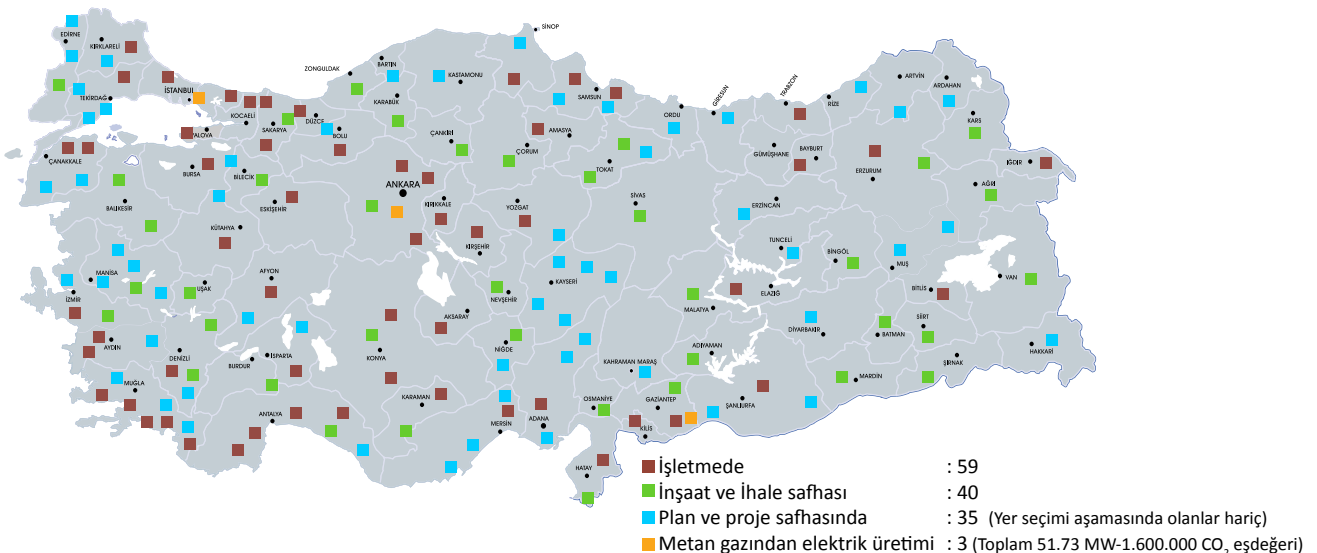 SİNOP
EDİRNE
KIRKLARELİ
BARTIN
ZONGULDAK
KASTAMONU
ARTVİN
ARDAHAN
TEKİRDAĞ
İSTANBUL
KARABÜK
SAMSUN
TRABZON
RİZE
GİRESUN
ORDU
KARS
KOCAELİ
SAKARYA
DÜZCE
YALOVA
BOLU
ÇANKIRI
AMASYA
ÇORUM
TOKAT
GÜMÜŞHANE
BAYBURT
ERZURUM
IĞDIR
ÇANAKKALE
BURSA
BİLECİK
ANKARA
AĞRI
BALIKESİR
ESKİŞEHİR
KIRIKKALE
YOZGAT
SİVAS
ERZİNCAN
KÜTAHYA
KIRŞEHİR
TUNCELİ
BİNGÖL
MUŞ
MANİSA
İZMİR
UŞAK
AFYON
NEVŞEHİR
KAYSERİ
ELAZIĞ
BİTLİS
VAN
AKSARAY
MALATYA
AYDIN
DENİZLİ
BURDUR
ISPARTA
KONYA
NİĞDE
DİYARBAKIR
BATMAN
SİİRT
HAKKARİ
KAHRAMAN MARAŞ
ADIYAMAN
ŞIRNAK
MARDİN
MUĞLA
ANTALYA
KARAMAN
MERSİN
ADANA
OSMANİYE
GAZİANTEP
ŞANLIURFA
KİLİS
HATAY
İşletmede : 59
İnşaat ve İhale safhası : 40
Plan ve proje safhasında : 35 (Yer seçimi aşamasında olanlar hariç)
Metan gazından elektrik üretimi : 3 (Toplam 51.73 MW-1.600.000 CO₂ eşdeğeri)